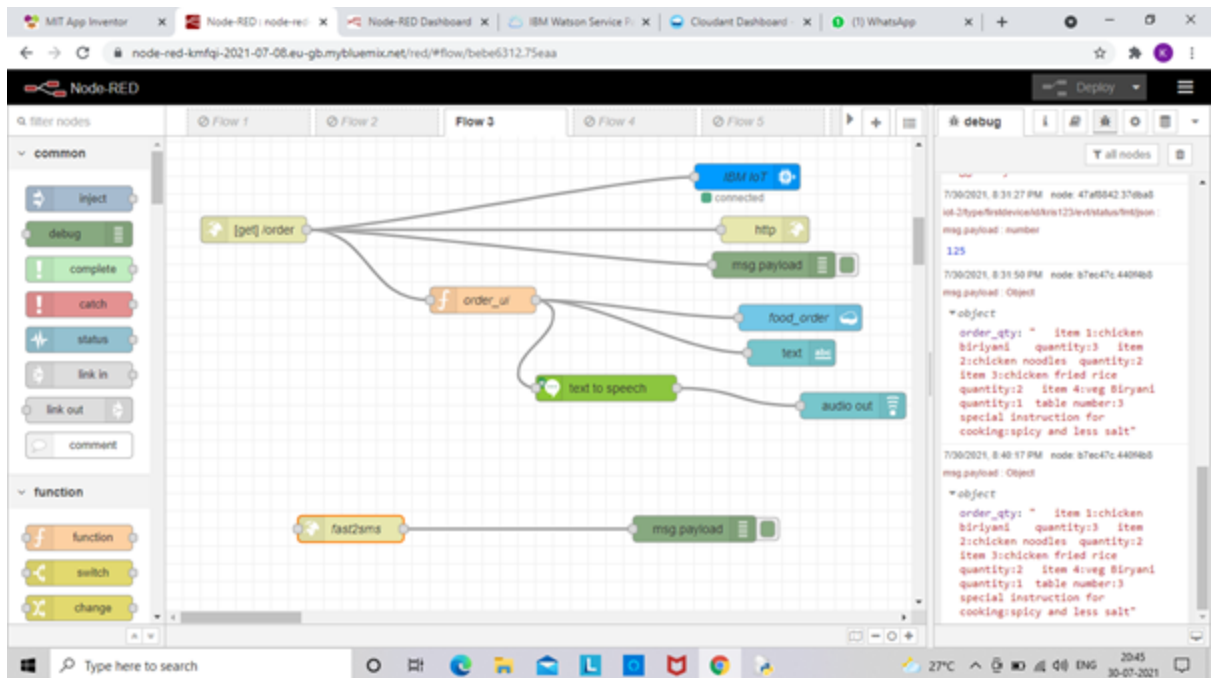 MIT App Inventor
Node-RED : node-red-
Node-RED Dashboard
IBM Watson Service P
Cloudant Dashboard
(1) WhatsApp
node-red-kmfqi-2021-07-08.eu-gb.mybluemix.net/red/#flow/bebe6312.75eaa
K
Node-RED
Deploy
filter nodes
Flow 1
Flow 2
Flow 3
Flow 4
Flow 5
debug
all nodes
common
inject
debug
complete
catch
status
link in
link out
comment
function
function
switch
change
IBM IoT
connected
[get] /order
http
msg.payload
order_ui
food_order
text
abc
text to speech
audio out
fast2sms
msg.payload
7/30/2021, 8:31:27 PM node: 47af8842.37dba8
iot-2/type/firstdevice/id/kris123/evt/status/fmt/json :
msg.payload : number
125
7/30/2021, 8:31:50 PM node: b7ec47c.440f4b8
msg.payload : Object
object
order_qty: " item 1:chicken
biriyani quantity:3 item
2:chicken noodles quantity:2
item 3:chicken fried rice
quantity:2 item 4:veg Biryani
quantity:1 table number:3
special instruction for
cooking:spicy and less salt"
7/30/2021, 8:40:17 PM node: b7ec47c.440f4b8
msg.payload : Object
object
order_qty: " item 1:chicken
biriyani quantity:3 item
2:chicken noodles quantity:2
item 3:chicken fried rice
quantity:2 item 4:veg Biryani
quantity:1 table number:3
special instruction for
cooking:spicy and less salt"
Type here to search
27°C
ENG
20:45
30-07-2021